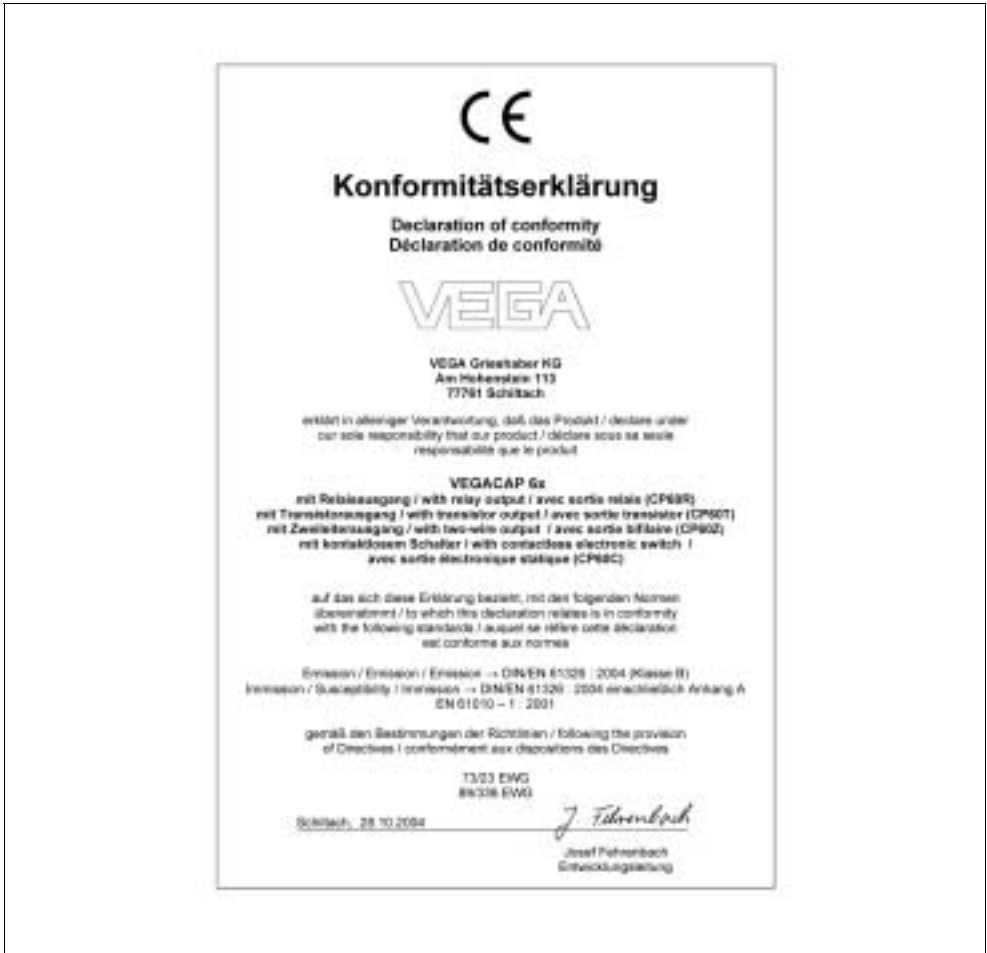 CE
Konformitätserklärung
Declaration of conformity
Déclaration de conformité
VEGA
VEGA Grieshaber KG
Am Hohenstein 113
77761 Schiltach
erklärt in alleiniger Verantwortung, daß das Produkt / declare under
our sole responsibility that our product / déclare sous sa seule
responsabilité que le produit
VEGACAP 6x
mit Relaisausgang / with relay output / avec sortie relais (CP60R)
mit Transistorausgang / with transistor output / avec sortie transistor (CP60T)
mit Zweileiterausgang / with two-wire output / avec sortie bifilaire (CP60Z)
mit kontaktlosem Schalter / with contactless electronic switch /
avec sortie électronique statique (CP60C)
auf das sich diese Erklärung bezieht, mit den folgenden Normen
übereinstimmt / to which this declaration relates is in conformity
with the following standards / auquel se réfère cette déclaration
est conforme aux normes
Emission / Emission / Emission → DIN/EN 61326 : 2004 (Klasse B)
Immission / Susceptibility / Immission → DIN/EN 61326 : 2004 einschließlich Anhang A
EN 61010 – 1 : 2001
gemäß den Bestimmungen der Richtlinien / following the provision
of Directives / conformément aux dispositions des Directives
73/23 EWG
89/336 EWG
Schiltach, 28.10.2004
J. Fehrenbach
Josef Fehrenbach
Entwicklungsleitung